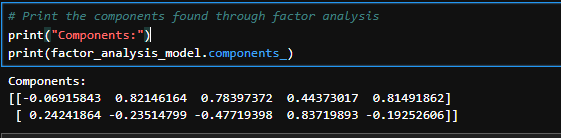 # Print the components found through factor analysis
print("Components:")
print(factor_analysis_model.components_)
Components:
[[-0.06915843  0.82146164  0.78397372  0.44373017  0.81491862]
 [ 0.24241864 -0.23514799 -0.47719398  0.83719893 -0.19252606]]